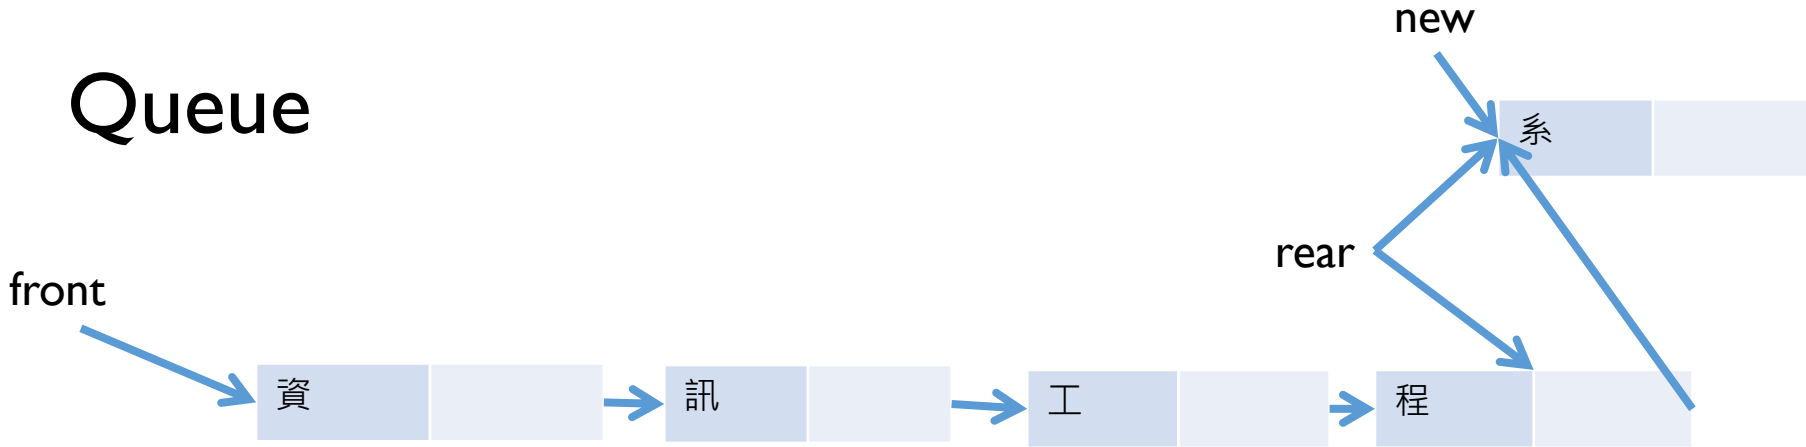 new
Queue
系
rear
front
資 訊 工 程